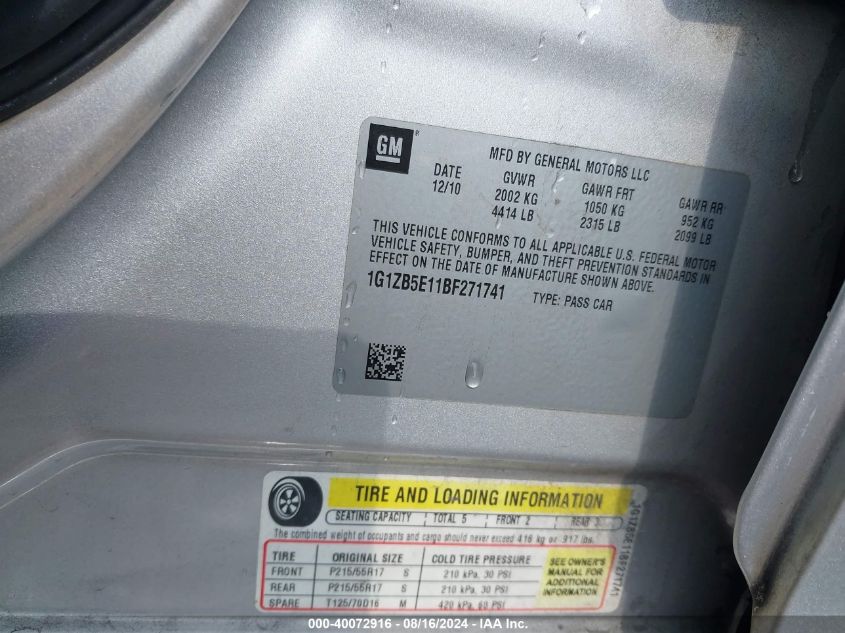 GM ®
MFD BY GENERAL MOTORS LLC
DATE GVWR GAWR FRT GAWR RR
12/10 2002 KG 1050 KG 952 KG
4414 LB 2315 LB 2099 LB
THIS VEHICLE CONFORMS TO ALL APPLICABLE U.S. FEDERAL MOTOR
VEHICLE SAFETY, BUMPER, AND THEFT PREVENTION STANDARDS IN
EFFECT ON THE DATE OF MANUFACTURE SHOWN ABOVE.
1G1ZB5E11BF271741 TYPE: PASS CAR
TIRE AND LOADING INFORMATION
SEATING CAPACITY TOTAL 5 FRONT 2 REAR 3
The combined weight of occupants and cargo should never exceed 416 kg or 917 lbs.
TIRE ORIGINAL SIZE COLD TIRE PRESSURE
FRONT P215/55R17 S 210 kPa, 30 PSI
REAR P215/55R17 S 210 kPa, 30 PSI
SPARE T125/70D16 M 420 kPa, 60 PSI
SEE OWNER'S
MANUAL FOR
ADDITIONAL
INFORMATION
1G1ZB5E11BF271741
000-40072916 - 08/16/2024 - IAAI Inc.